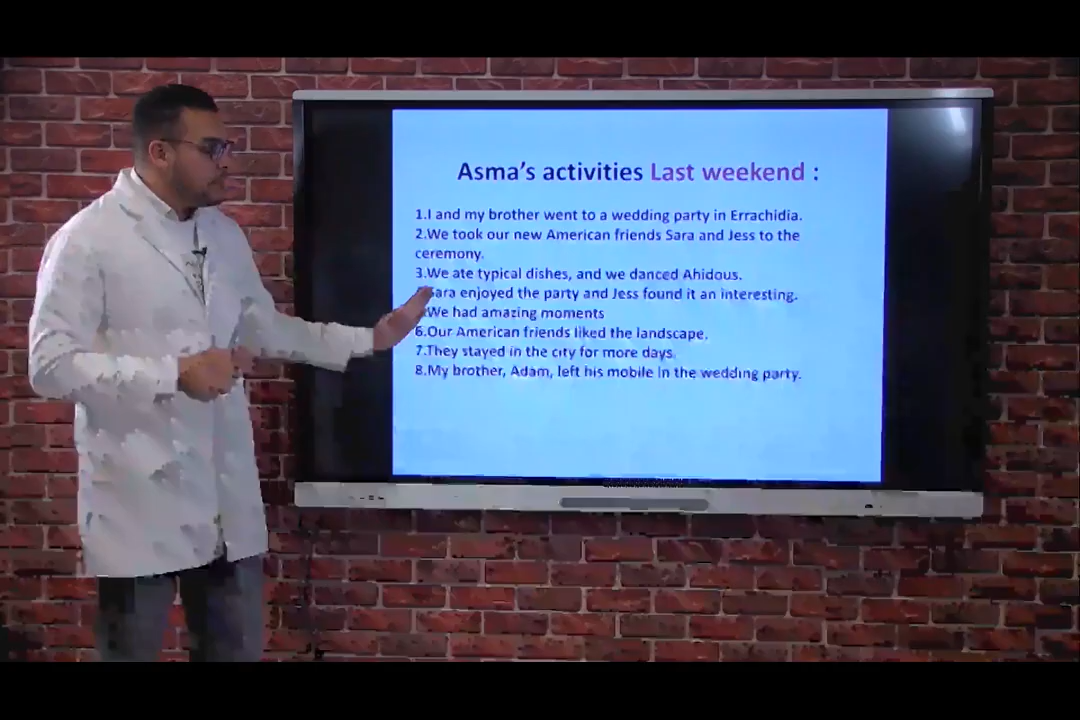 Asma's activities Last weekend :
1.I and my brother went to a wedding party in Errachidia.
2.We took our new American friends Sara and Jess to the
ceremony.
3.We ate typical dishes, and we danced Ahidous.
Sara enjoyed the party and Jess found it an interesting.
We had amazing moments
6.Our American friends liked the landscape.
7.They stayed in the city for more days.
8.My brother, Adam, left his mobile in the wedding party.